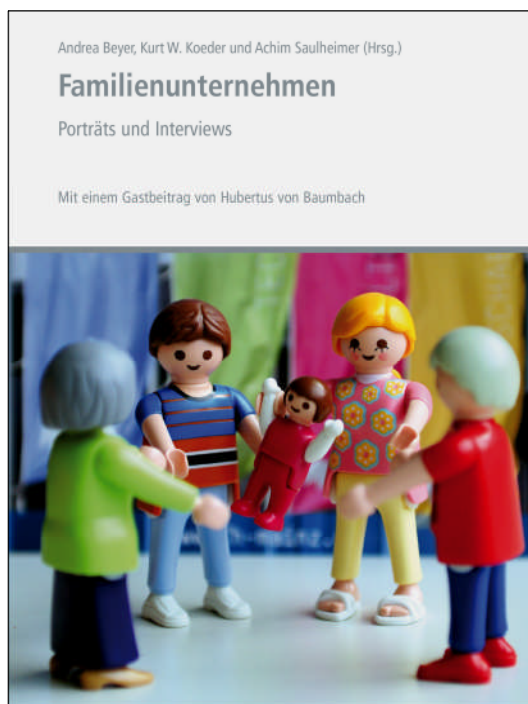 Andrea Beyer, Kurt W. Koeder und Achim Saulheimer (Hrsg.)
Familienunternehmen
Porträts und Interviews
Mit einem Gastbeitrag von Hubertus von Baumbach